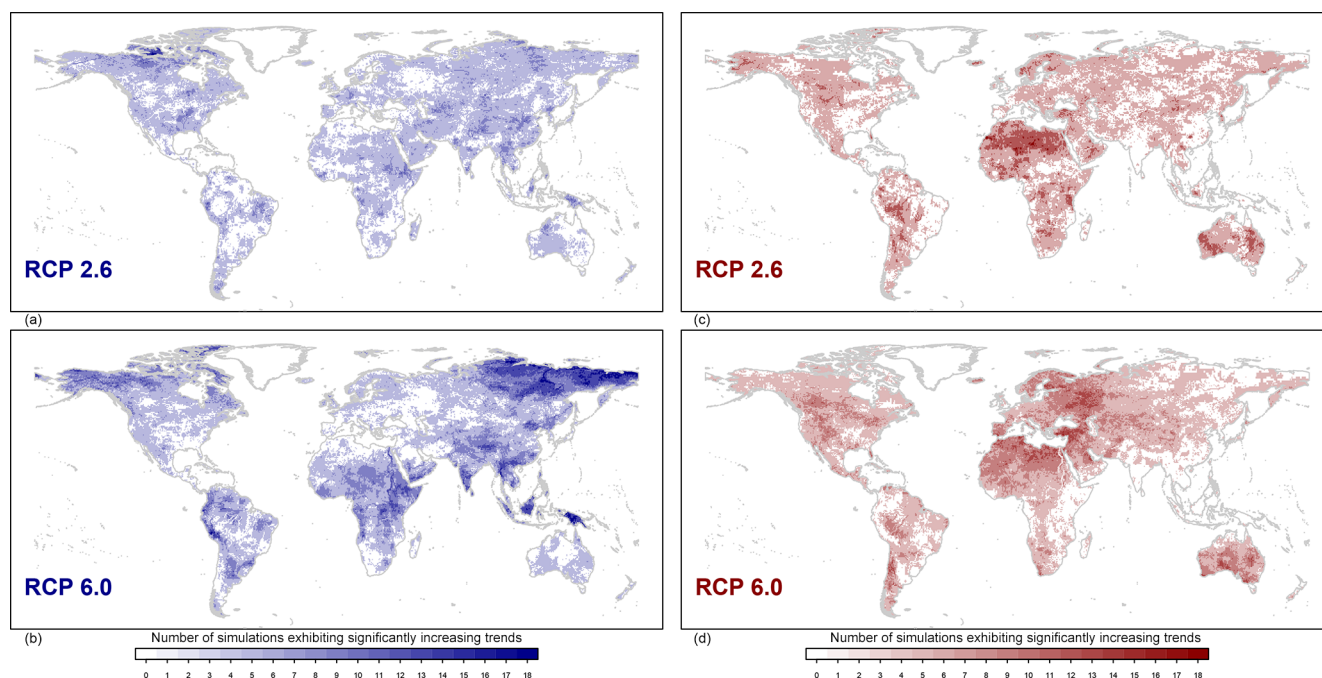 RCP 2.6
(a)
RCP 2.6
(c)
RCP 6.0
(b)
Number of simulations exhibiting significantly increasing trends
0 1 2 3 4 5 6 7 8 9 10 11 12 13 14 15 16 17 18
RCP 6.0
(d)
Number of simulations exhibiting significantly increasing trends
0 1 2 3 4 5 6 7 8 9 10 11 12 13 14 15 16 17 18